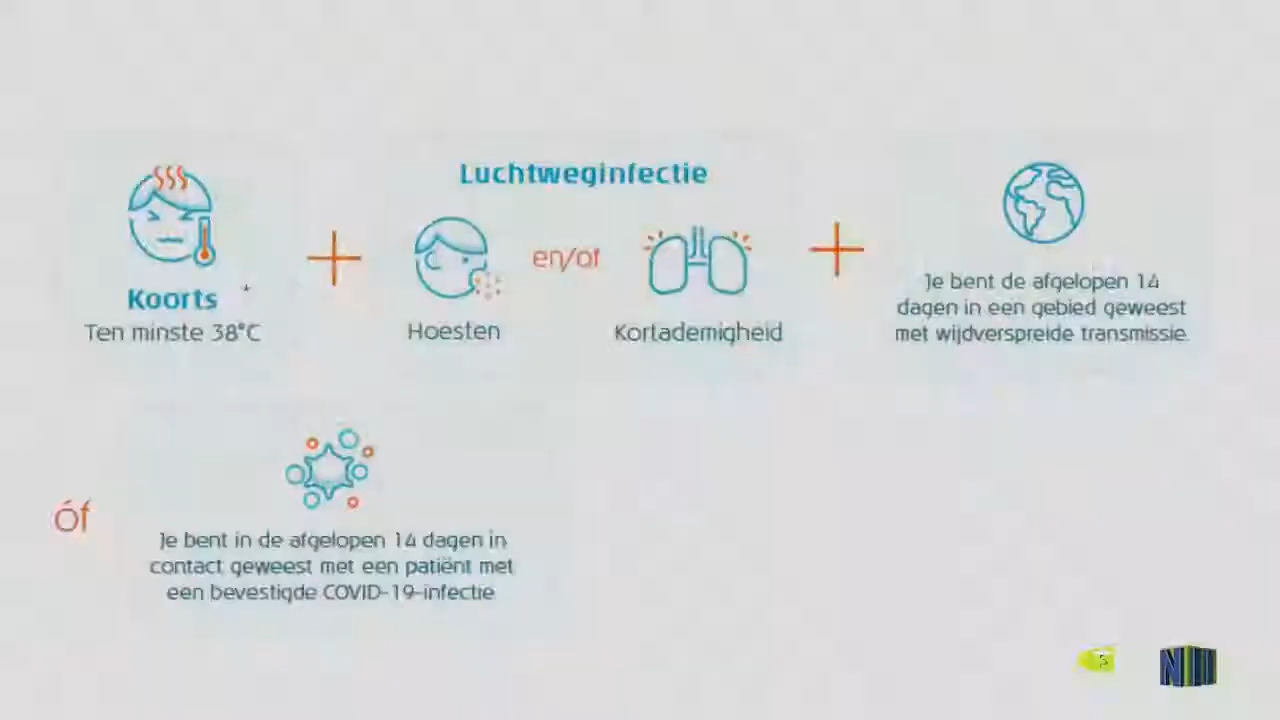 Luchtweginfectie
en/of
Koorts
Ten minste 38°C
Hoesten
Kortademigheid
Je bent de afgelopen 14
dagen in een gebied geweest
met wijdverspreide transmissie.
óf
Je bent in de afgelopen 14 dagen in
contact geweest met een patiënt met
een bevestigde COVID-19-infectie